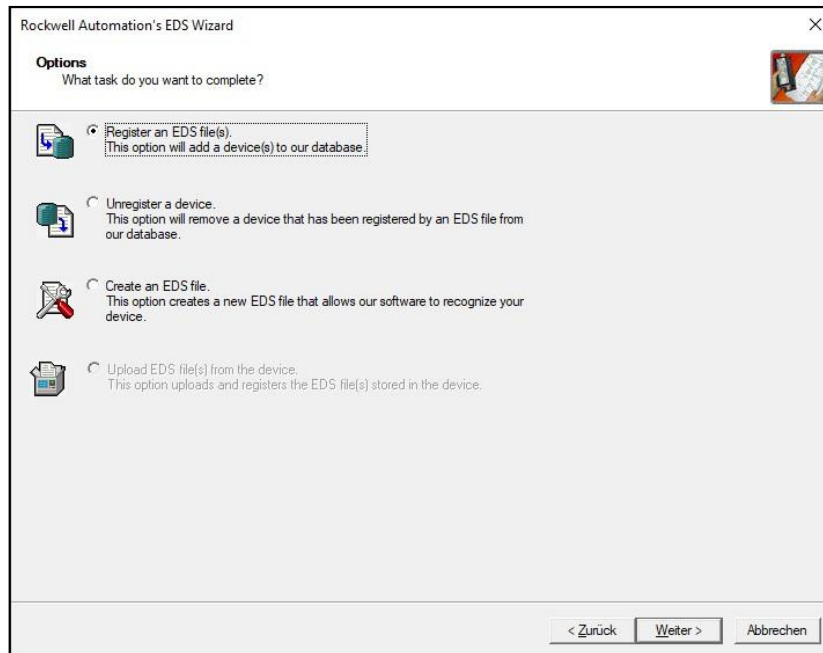 Rockwell Automation's EDS Wizard
Options
What task do you want to complete?
Register an EDS file(s).
This option will add a device(s) to our database.
Unregister a device.
This option will remove a device that has been registered by an EDS file from
our database.
Create an EDS file.
This option creates a new EDS file that allows our software to recognize your
device.
Upload EDS file(s) from the device.
This option uploads and registers the EDS file(s) stored in the device.
< Zurück Weiter > Abbrechen